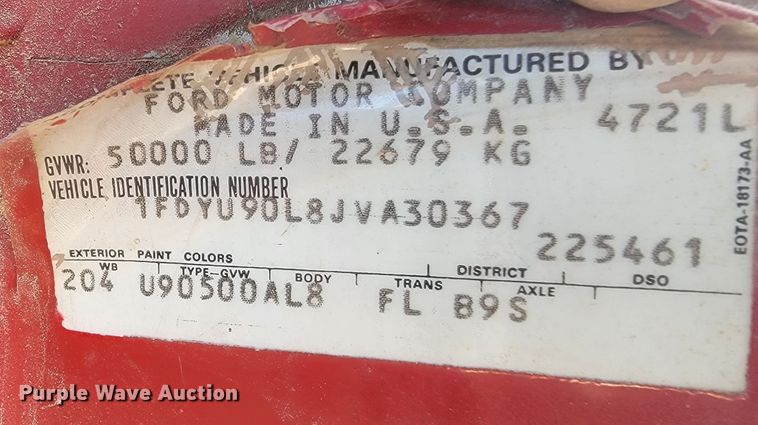 VEHICLE MANUFACTURED BY
FORD MOTOR COMPANY
MADE IN U.S.A. 4721L
GVWR: 50000 LB/ 22679 KG
VEHICLE IDENTIFICATION NUMBER
1FDYU90L8JVA30367
225461
EXTERIOR PAINT COLORS DISTRICT DSO
WB TYPE-GVW BODY TRANS AXLE
204 U90500AL8 FL B9S
EOTA-18173-AA
Purple Wave Auction